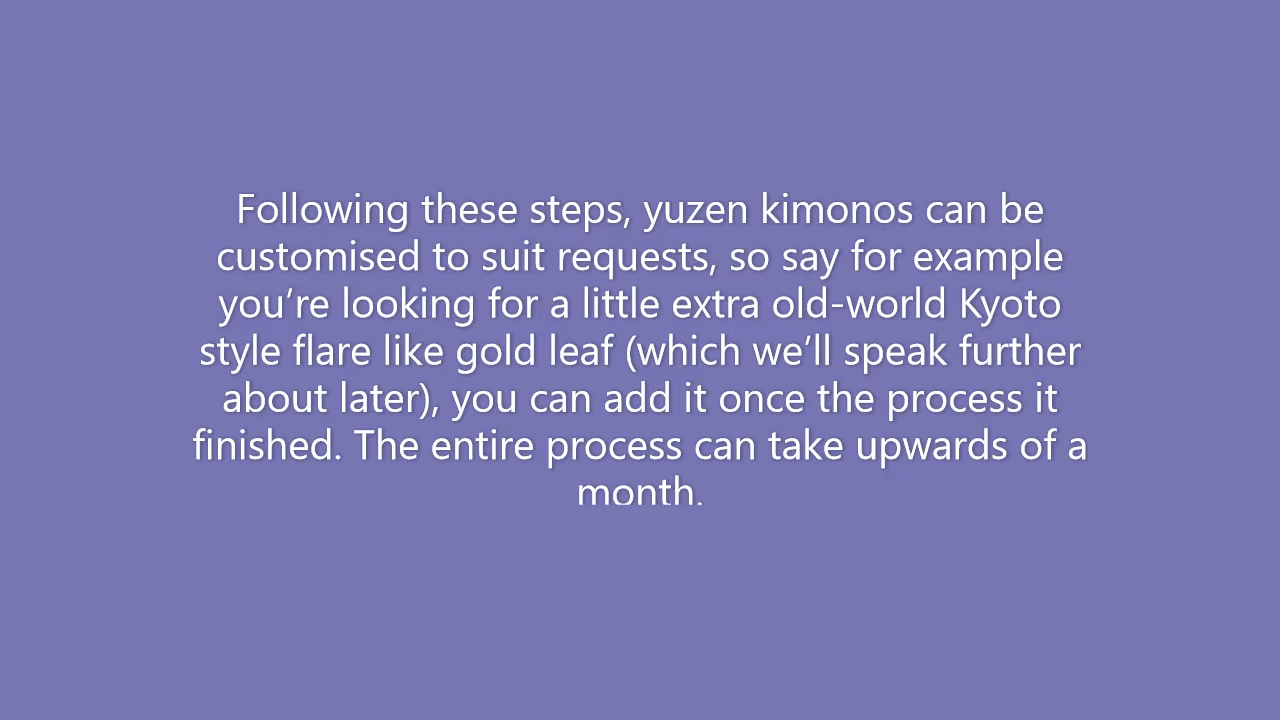 Following these steps, yuzen kimonos can be
customised to suit requests, so say for example
you’re looking for a little extra old-world Kyoto
style flare like gold leaf (which we’ll speak further
about later), you can add it once the process it
finished. The entire process can take upwards of a
month.